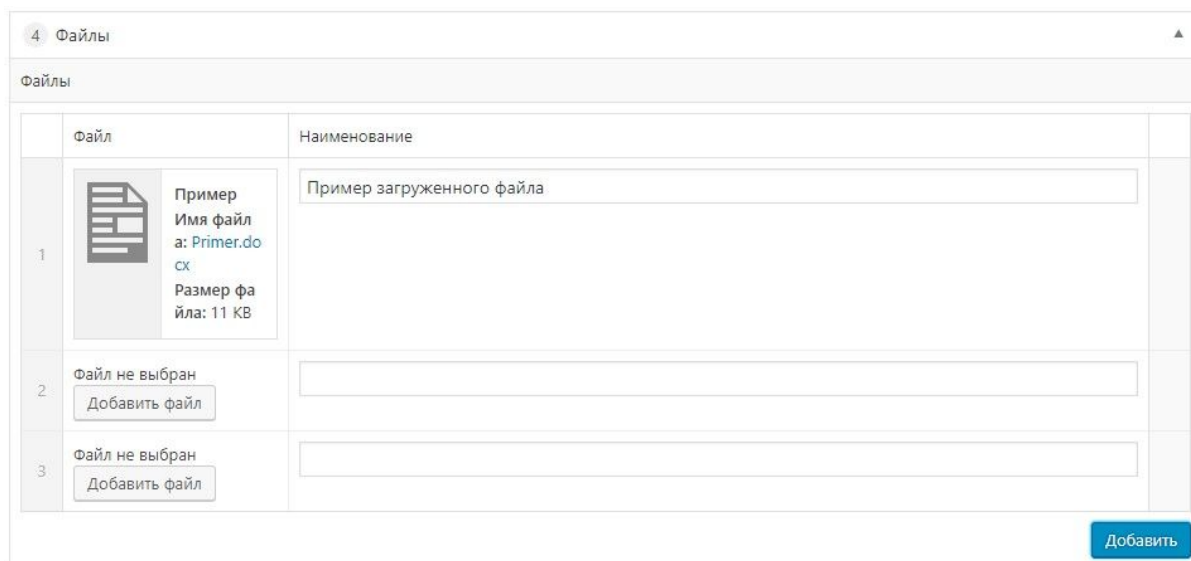 4 Файлы
Файлы
Файл Наименование
1
Пример
Имя файл
а: Primer.do
cx
Размер фа
йла: 11 KB
Пример загруженного файла
2
Файл не выбран
Добавить файл
3
Файл не выбран
Добавить файл
Добавить